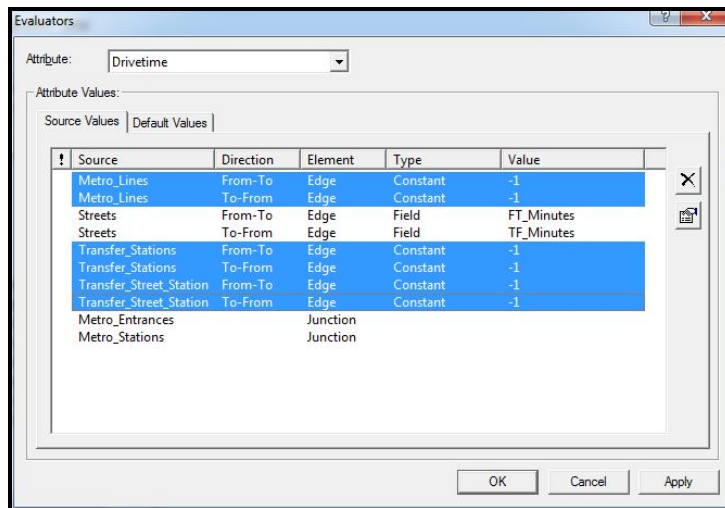 Evaluators
Attribute: Drivetime
Attribute Values:
Source Values Default Values
! Source Direction Element Type Value
Metro_Lines From-To Edge Constant -1
Metro_Lines To-From Edge Constant -1
Streets From-To Edge Field FT_Minutes
Streets To-From Edge Field TF_Minutes
Transfer_Stations From-To Edge Constant -1
Transfer_Stations To-From Edge Constant -1
Transfer_Street_Station From-To Edge Constant -1
Transfer_Street_Station To-From Edge Constant -1
Metro_Entrances Junction
Metro_Stations Junction
OK Cancel Apply